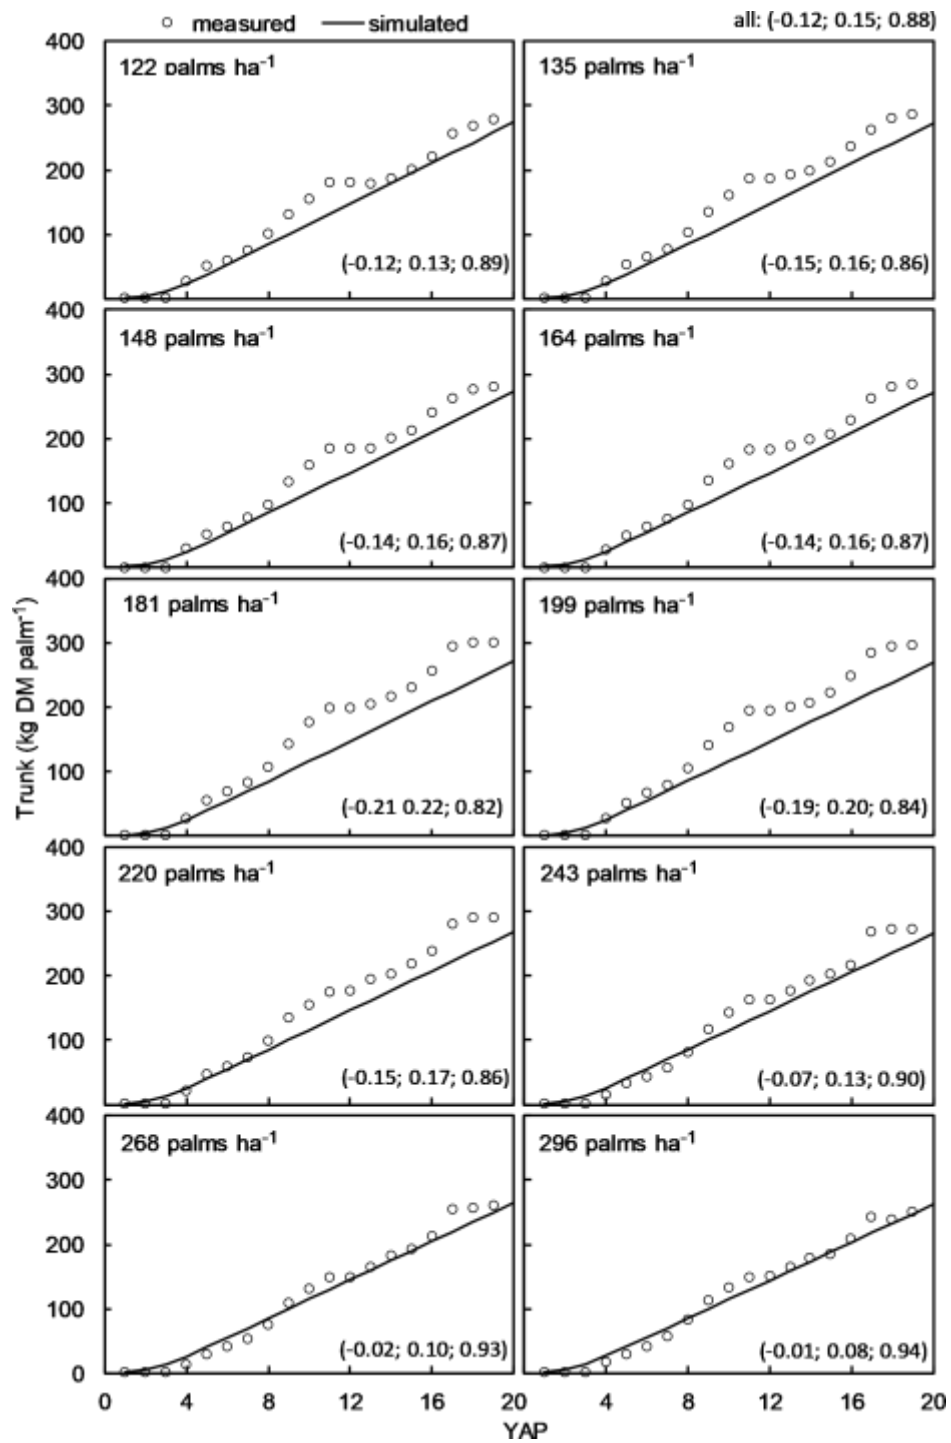 measured simulated all: (-0.12; 0.15; 0.88)
400
122 palms ha⁻¹ 135 palms ha⁻¹
300
200
100
(-0.12; 0.13; 0.89) (-0.15; 0.16; 0.86)
400
148 palms ha⁻¹ 164 palms ha⁻¹
300
200
100
(-0.14; 0.16; 0.87) (-0.14; 0.16; 0.87)
400
181 palms ha⁻¹ 199 palms ha⁻¹
300
Trunk (kg DM palm⁻¹)
200
100
(-0.21 0.22; 0.82) (-0.19; 0.20; 0.84)
400
220 palms ha⁻¹ 243 palms ha⁻¹
300
200
100
(-0.15; 0.17; 0.86) (-0.07; 0.13; 0.90)
400
268 palms ha⁻¹ 296 palms ha⁻¹
300
200
100
(-0.02; 0.10; 0.93) (-0.01; 0.08; 0.94)
0
0 4 8 12 16 20 4 8 12 16 20
YAP